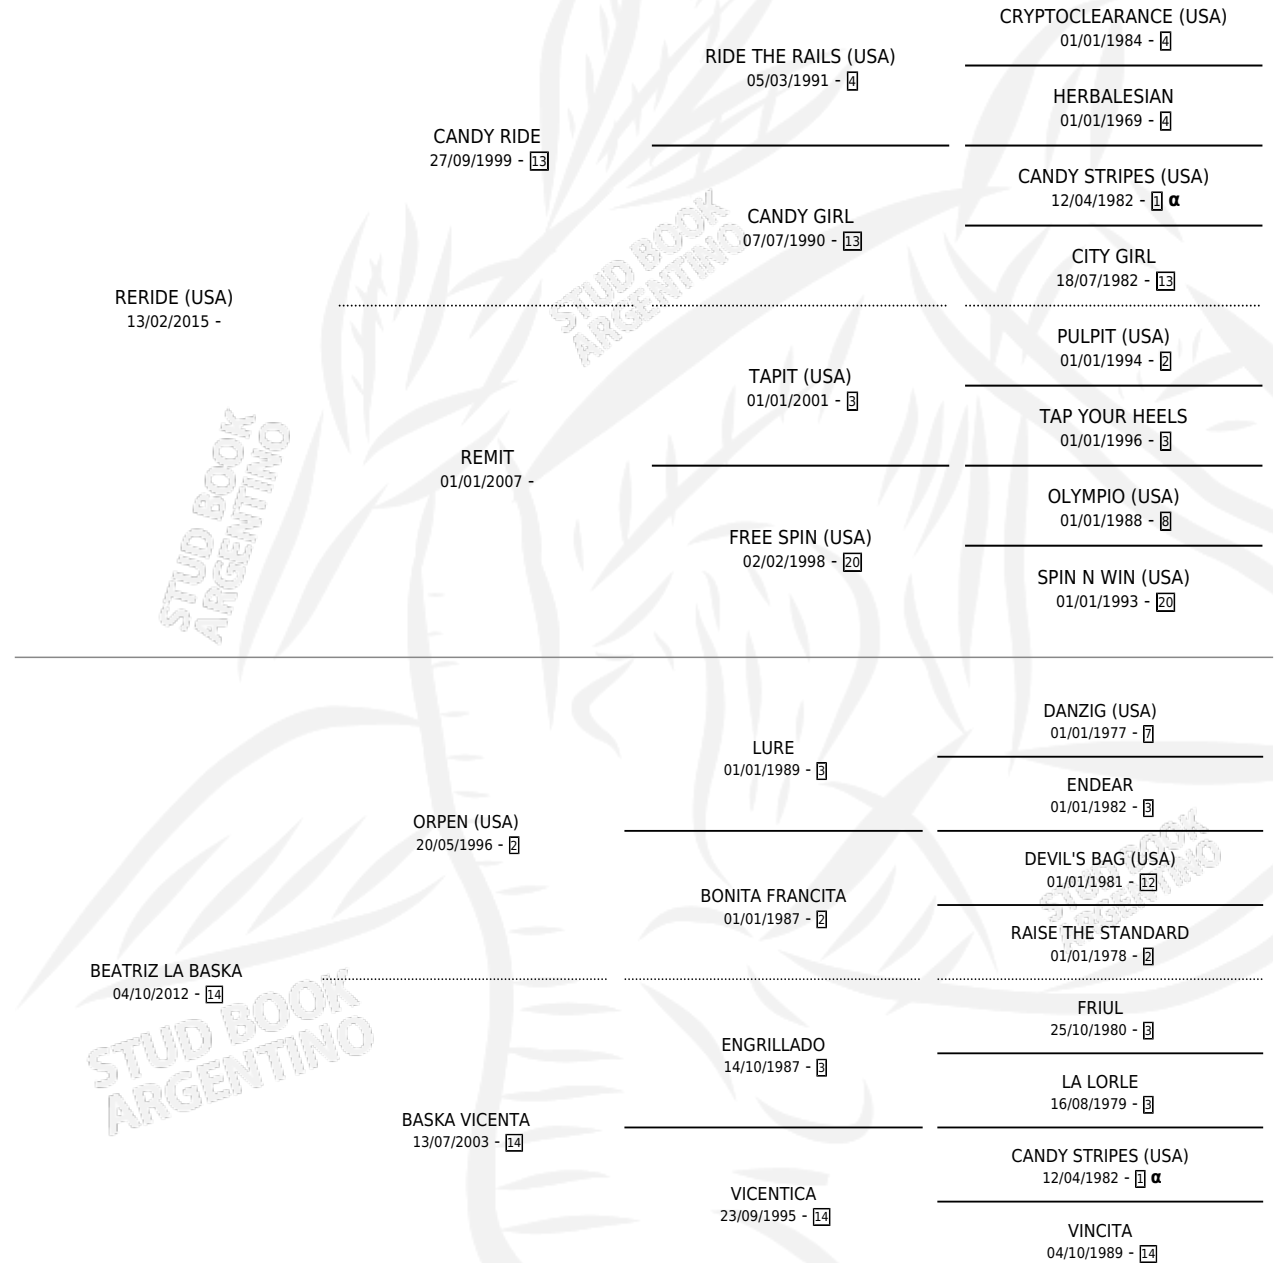 CRYPTOCLEARANCE (USA)
01/01/1984 - 4
RIDE THE RAILS (USA)
05/03/1991 - 4
HERBALESIAN
01/01/1969 - 4
CANDY RIDE
27/09/1999 - 13
CANDY STRIPES (USA)
12/04/1982 - 1 α
CANDY GIRL
07/07/1990 - 13
CITY GIRL
18/07/1982 - 13
RERIDE (USA)
13/02/2015 -
PULPIT (USA)
01/01/1994 - 2
TAPIT (USA)
01/01/2001 - 3
TAP YOUR HEELS
01/01/1996 - 3
REMIT
01/01/2007 -
OLYMPIO (USA)
01/01/1988 - 8
FREE SPIN (USA)
02/02/1998 - 20
SPIN N WIN (USA)
01/01/1993 - 20
DANZIG (USA)
01/01/1977 - 7
LURE
01/01/1989 - 3
ENDEAR
01/01/1982 - 3
ORPEN (USA)
20/05/1996 - 2
DEVIL'S BAG (USA)
01/01/1981 - 12
BONITA FRANCITA
01/01/1987 - 2
RAISE THE STANDARD
01/01/1978 - 2
BEATRIZ LA BASKA
04/10/2012 - 14
FRIUL
25/10/1980 - 3
ENGRILLADO
14/10/1987 - 3
LA LORLE
16/08/1979 - 3
BASKA VICENTA
13/07/2003 - 14
CANDY STRIPES (USA)
12/04/1982 - 1 α
VICENTICA
23/09/1995 - 14
VINCITA
04/10/1989 - 14
STUD BOOK
ARGENTINO
STUD BOOK
ARGENTINO
STUD BOOK
ARGENTINO
STUD BOOK
ARGENTINO